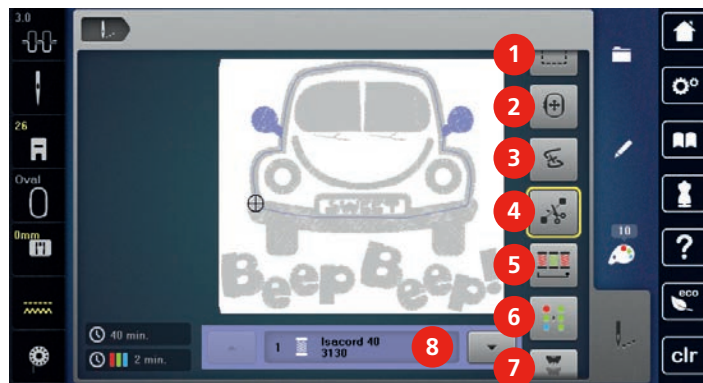 3.0
26
Oval
0mm
SWEET
Beep Beep!
40 min.
2 min.
1 Isacord 40
3130
1
2
3
4
5
6
7
8
10
?
eco
clr